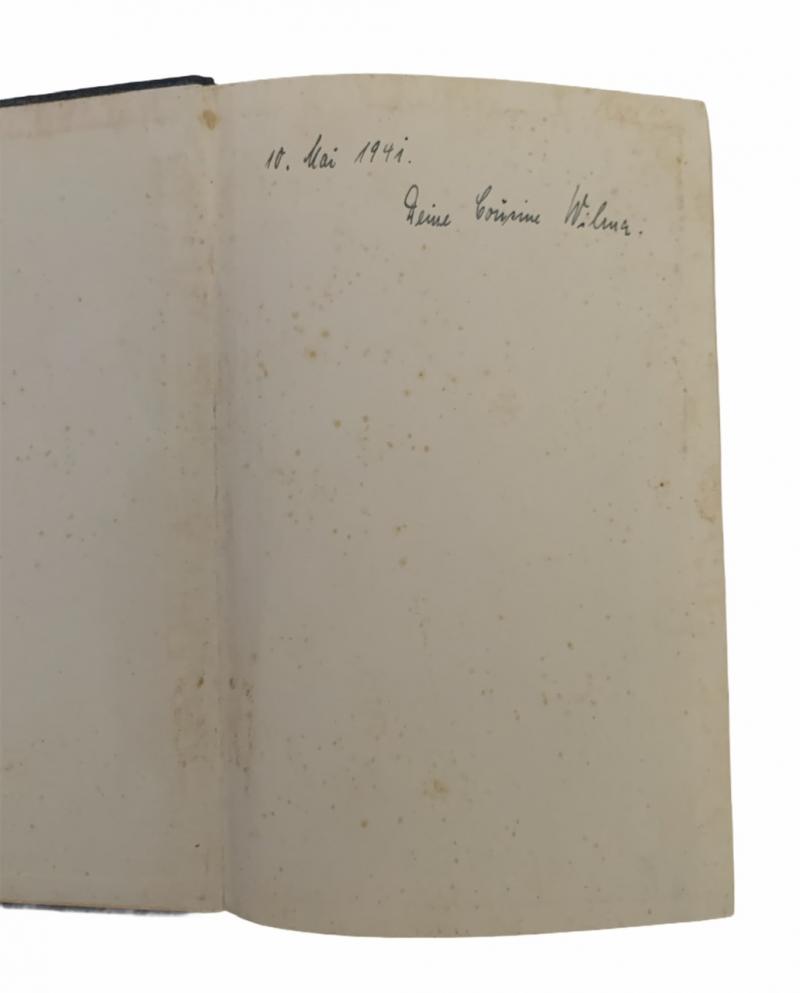 10. Mai 1941.
Deine Cousine Wilma.